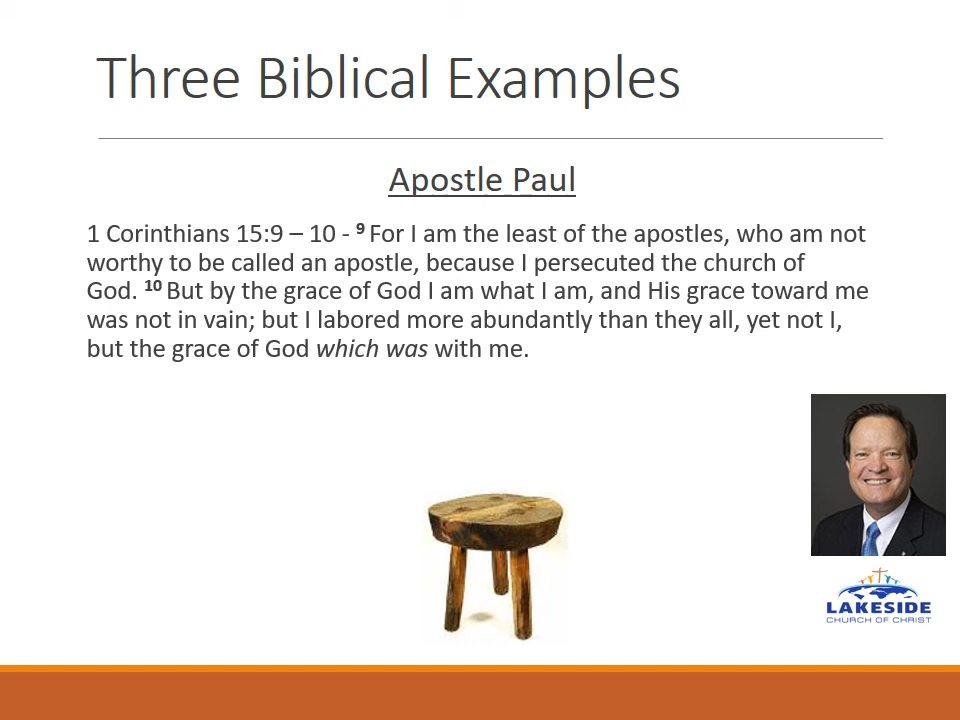 Three Biblical Examples
Apostle Paul
1 Corinthians 15:9 – 10 - 9 For I am the least of the apostles, who am not
worthy to be called an apostle, because I persecuted the church of
God. 10 But by the grace of God I am what I am, and His grace toward me
was not in vain; but I labored more abundantly than they all, yet not I,
but the grace of God which was with me.
LAKESIDE
CHURCH OF CHRIST